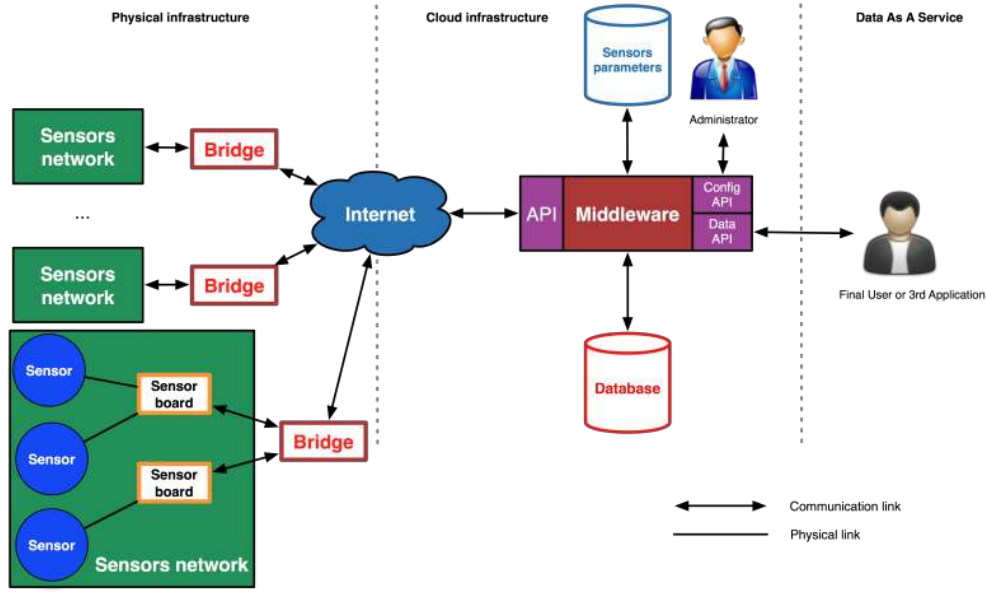 Physical infrastructure
Cloud infrastructure
Data As A Service
Sensors
parameters
Administrator
Sensors
network
Bridge
...
Internet
API
Middleware
Config
API
Data
API
Sensors
network
Bridge
Final User or 3rd Application
Sensor
Sensor
board
Sensor
Sensor
board
Sensor
Sensors network
Bridge
Database
Communication link
Physical link